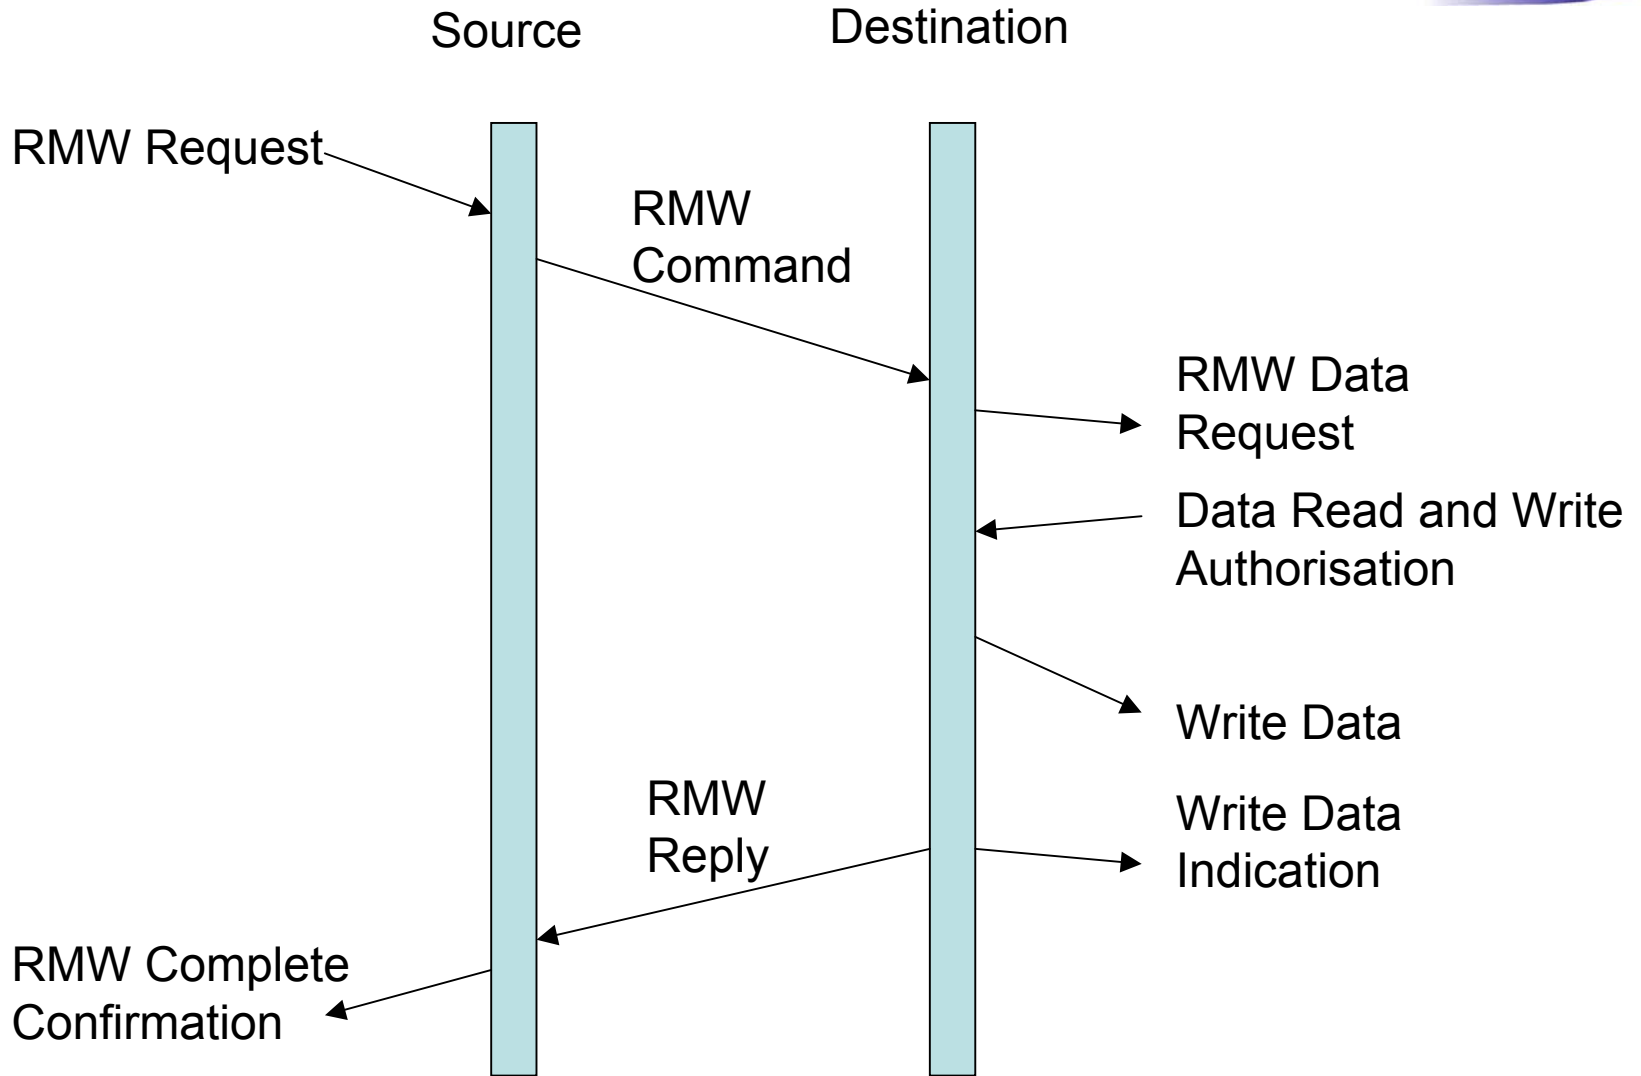 Source
Destination
RMW Request
RMW
Command
RMW Data
Request
Data Read and Write
Authorisation
Write Data
RMW
Reply
Write Data
Indication
RMW Complete
Confirmation